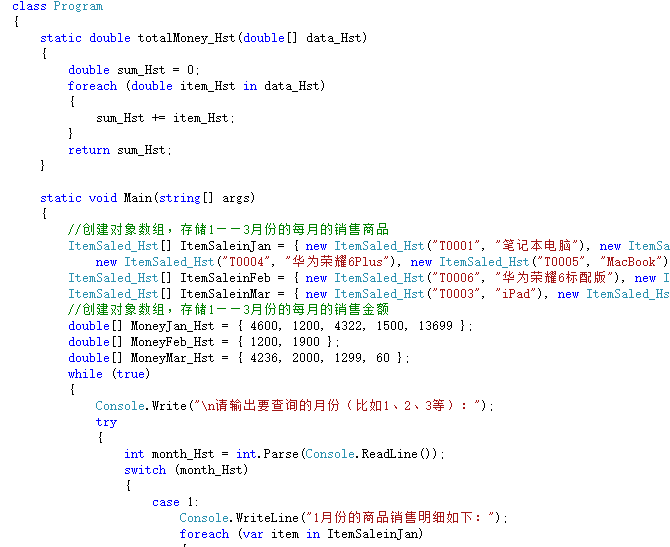 class Program
{
static double totalMoney_Hst(double[] data_Hst)
{
double sum_Hst = 0;
foreach (double item_Hst in data_Hst)
{
sum_Hst += item_Hst;
}
return sum_Hst;
}
static void Main(string[] args)
{
//创建对象数组，存储1－－3月份的每月的销售商品
ItemSaled_Hst[] ItemSaleinJan = { new ItemSaled_Hst("T0001", "笔记本电脑"), new ItemSa
new ItemSaled_Hst("T0004", "华为荣耀6Plus"), new ItemSaled_Hst("T0005", "MacBook")
ItemSaled_Hst[] ItemSaleinFeb = { new ItemSaled_Hst("T0006", "华为荣耀6标配版"), new I
ItemSaled_Hst[] ItemSaleinMar = { new ItemSaled_Hst("T0003", "iPad"), new ItemSaled_Hst
//创建对象数组，存储1－－3月份的每月的销售金额
double[] MoneyJan_Hst = { 4600, 1200, 4322, 1500, 13699 };
double[] MoneyFeb_Hst = { 1200, 1900 };
double[] MoneyMar_Hst = { 4236, 2000, 1299, 60 };
while (true)
{
Console.Write("\n请输出要查询的月份（比如1、2、3等）：");
try
{
int month_Hst = int.Parse(Console.ReadLine());
switch (month_Hst)
{
case 1:
Console.WriteLine("1月份的商品销售明细如下：");
foreach (var item in ItemSaleinJan)